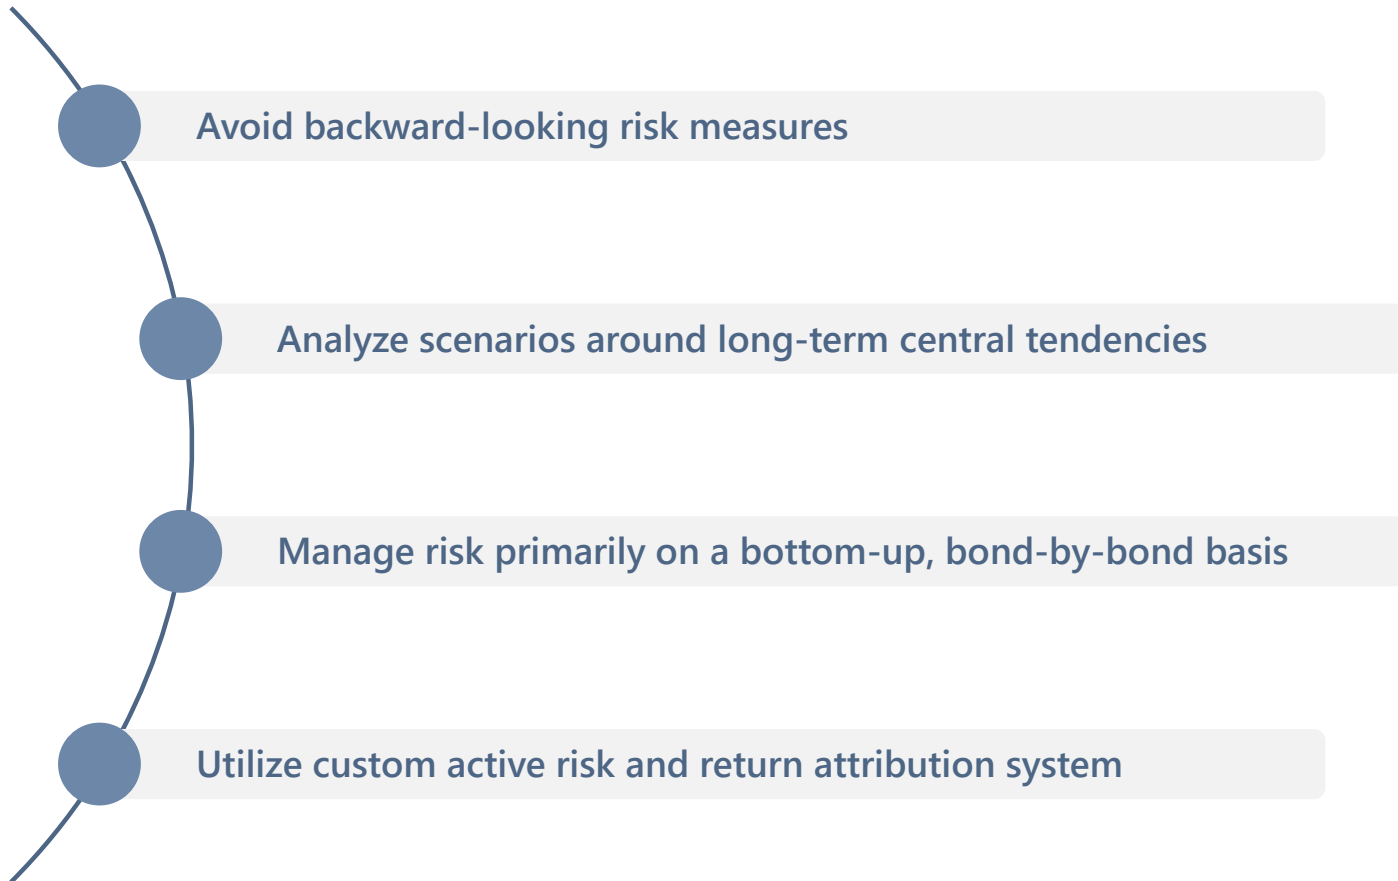 Avoid backward-looking risk measures
Analyze scenarios around long-term central tendencies
Manage risk primarily on a bottom-up, bond-by-bond basis
Utilize custom active risk and return attribution system